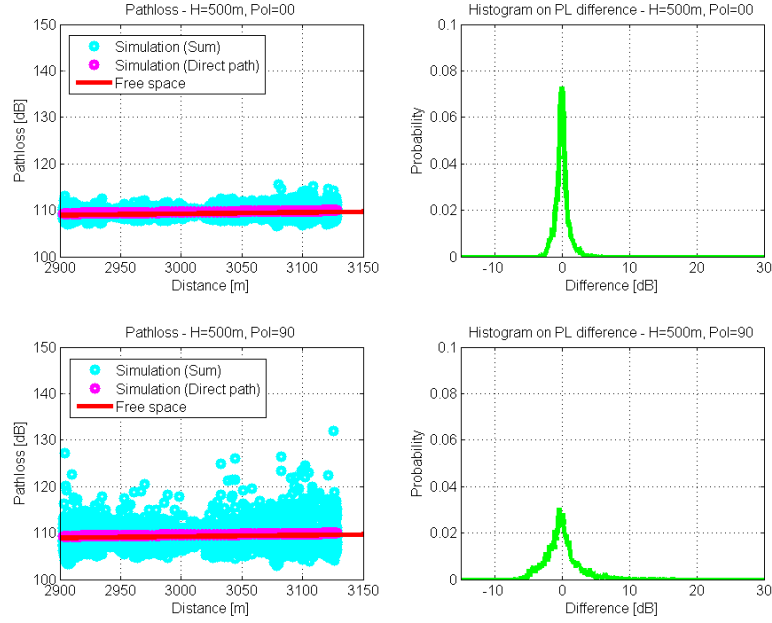 Pathloss - H=500m, Pol=00
150
140
130
120
110
100
Pathloss [dB]
Simulation (Sum)
Simulation (Direct path)
Free space
2900 2950 3000 3050 3100 3150
Distance [m]
Histogram on PL difference - H=500m, Pol=00
0.1
0.08
0.06
0.04
0.02
0
Probability
-10 0 10 20 30
Difference [dB]
Pathloss - H=500m, Pol=90
150
140
130
120
110
100
Pathloss [dB]
Simulation (Sum)
Simulation (Direct path)
Free space
2900 2950 3000 3050 3100 3150
Distance [m]
Histogram on PL difference - H=500m, Pol=90
0.1
0.08
0.06
0.04
0.02
0
Probability
-10 0 10 20 30
Difference [dB]